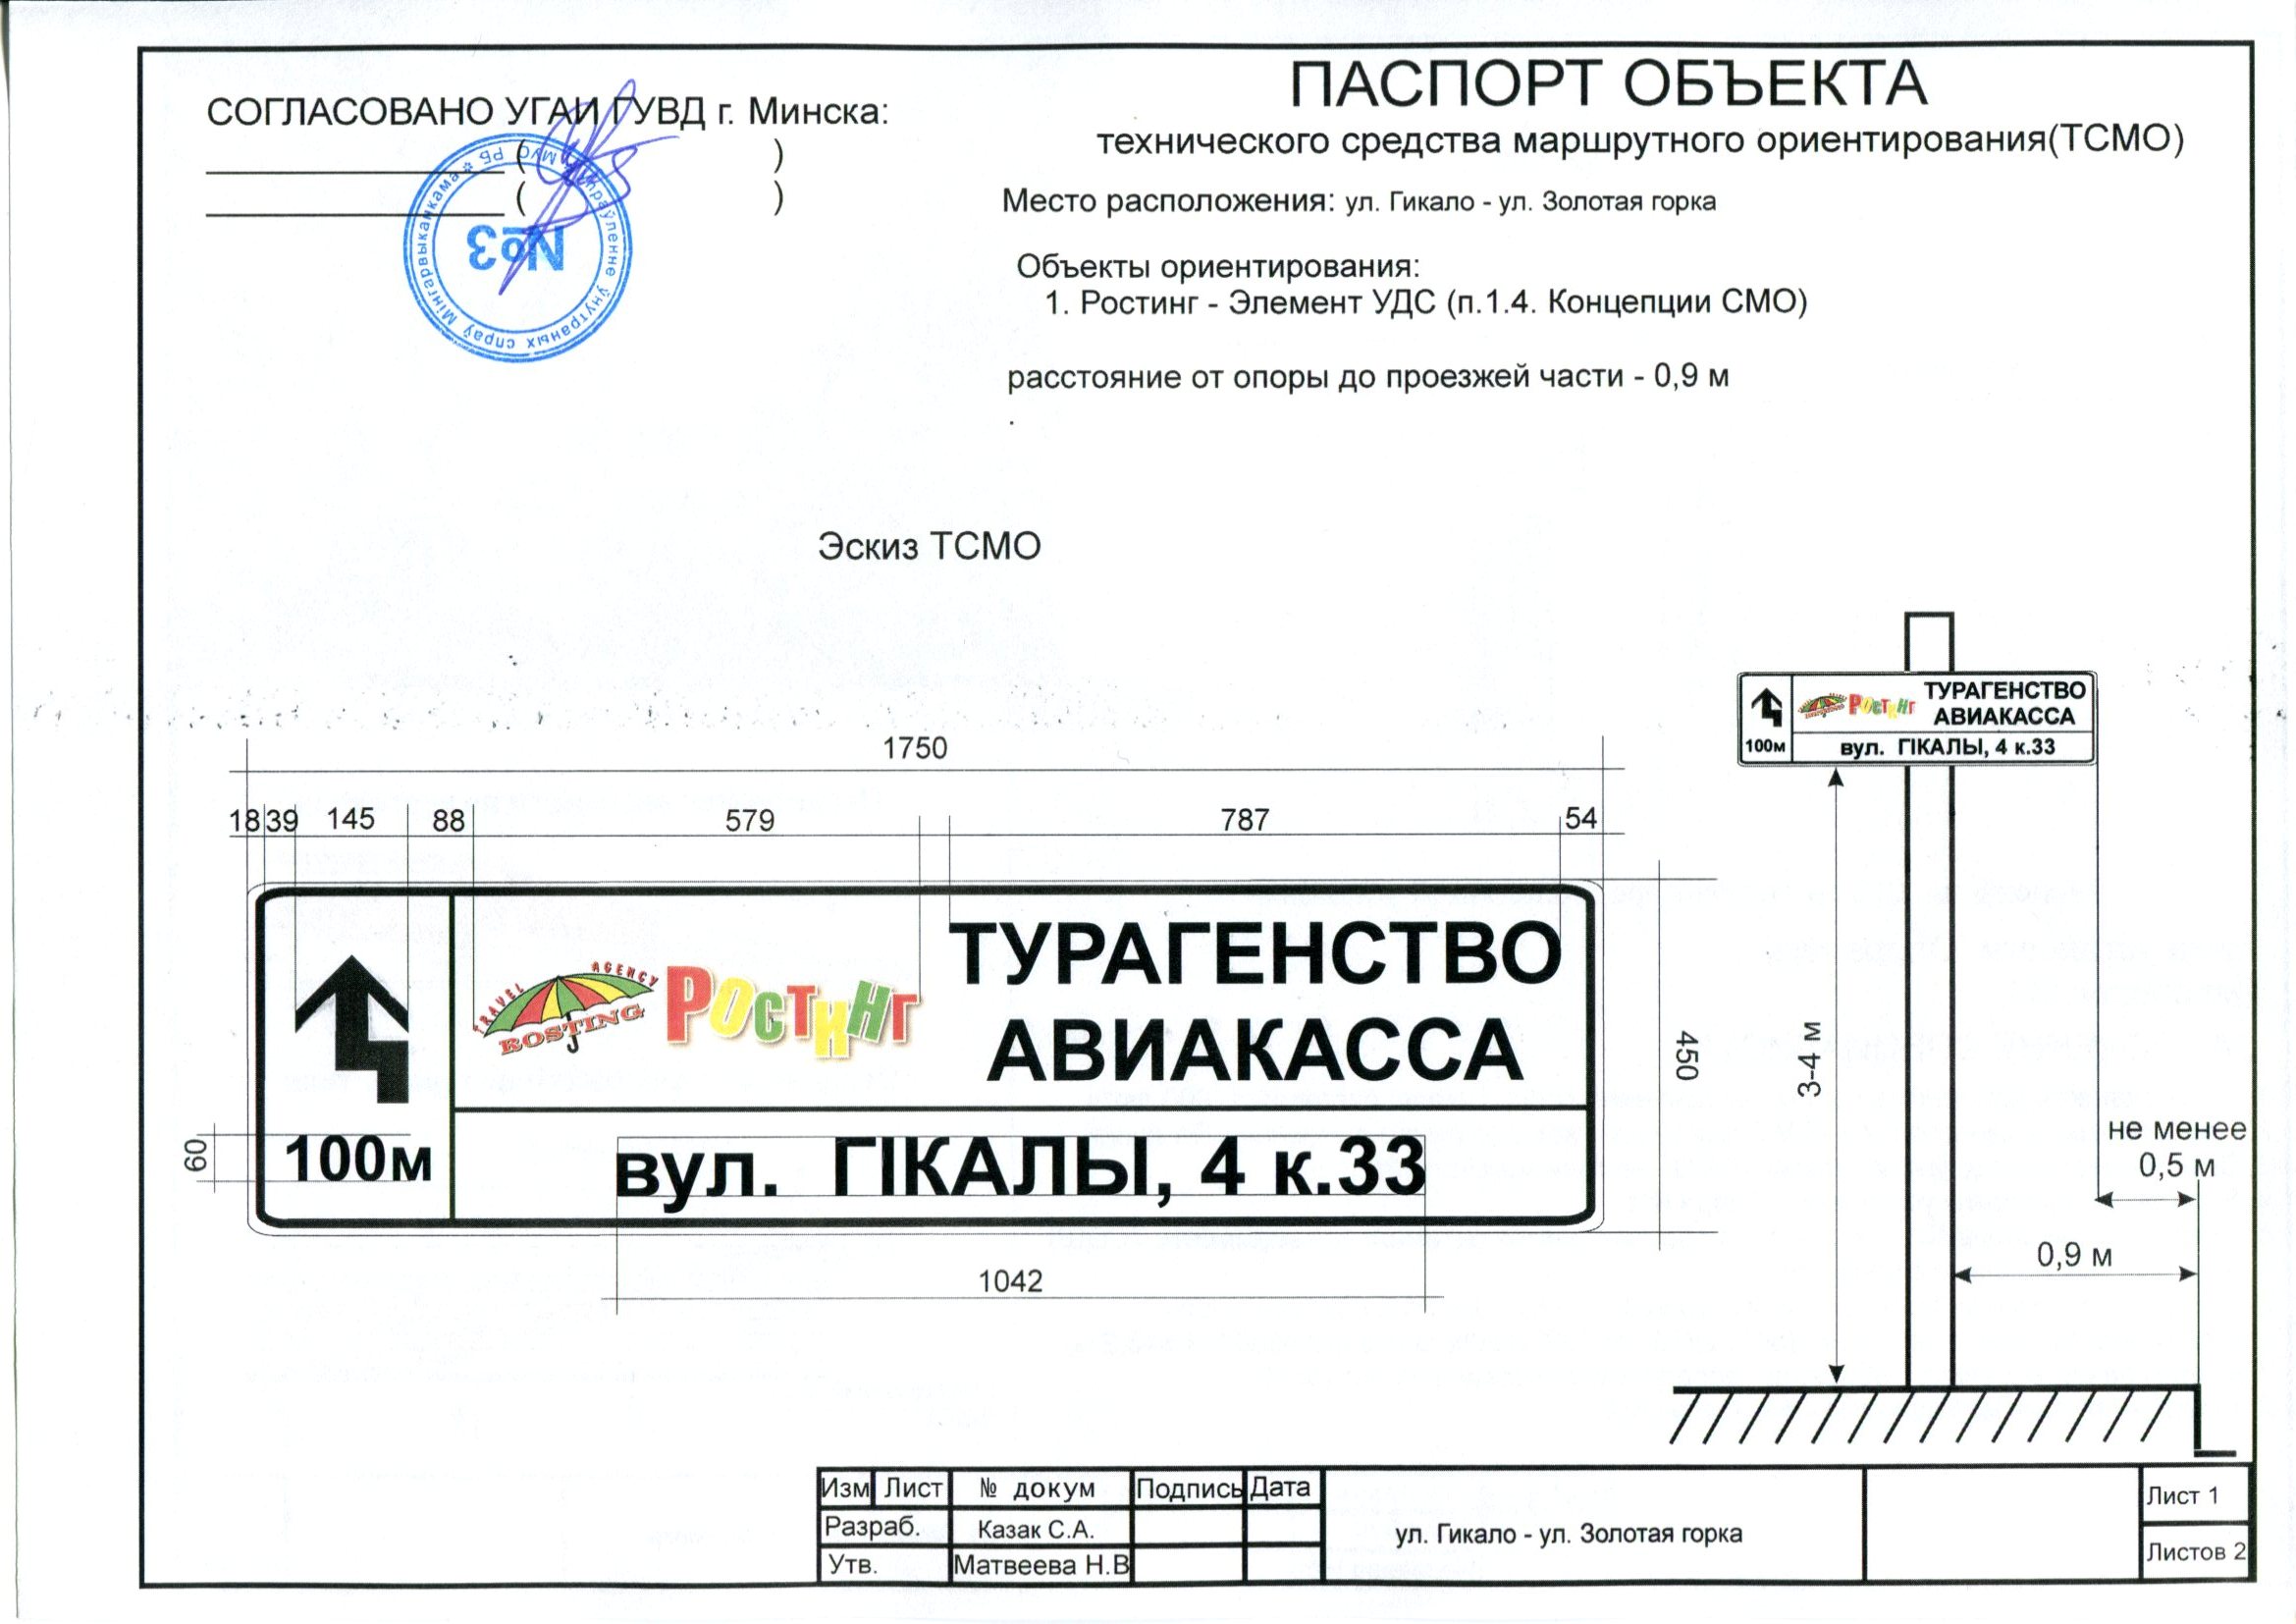 СОГЛАСОВАНО УГАИ ГУВД г. Минска:
( )
( )
Мінгарвыканкама * Упраўленне ўнутраных спраў
МУС РБ
№3
ПАСПОРТ ОБЪЕКТА
технического средства маршрутного ориентирования(ТСМО)
Место расположения: ул. Гикало - ул. Золотая горка
Объекты ориентирования:
1. Ростинг - Элемент УДС (п.1.4. Концепции СМО)
расстояние от опоры до проезжей части - 0,9 м
.
Эскиз ТСМО
1750
18 39 145 88 579 787 54
TRAVEL AGENCY
ROSTING
РОСТИНГ
ТУРАГЕНСТВО
АВИАКАССА
100м
вул. ГІКАЛЫ, 4 к.33
60
450
1042
РОСТИНГ
ТУРАГЕНСТВО
АВИАКАССА
100м
вул. ГІКАЛЫ, 4 к.33
3-4 м
не менее
0,5 м
0,9 м
Изм Лист № докум Подпись Дата
Разраб. Казак С.А.
Утв. Матвеева Н.В
ул. Гикало - ул. Золотая горка
Лист 1
Листов 2